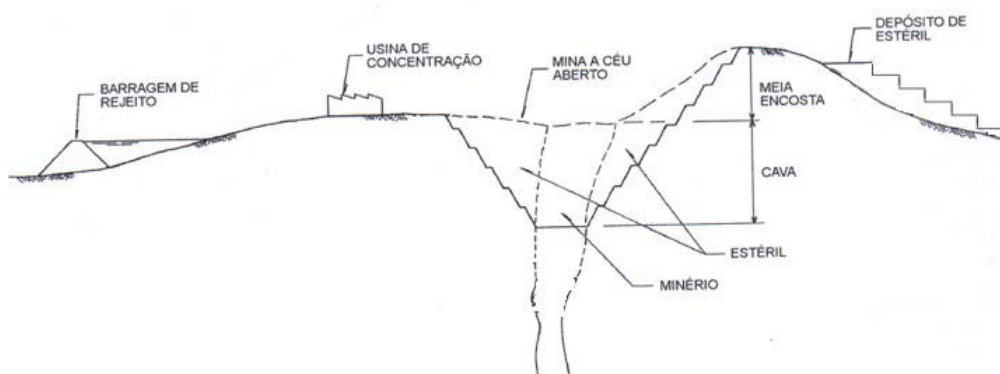 DEPÓSITO DE
ESTÉRIL
USINA DE
CONCENTRAÇÃO
MINA A CÉU
ABERTO
BARRAGEM DE
REJEITO
MEIA
ENCOSTA
CAVA
ESTÉRIL
MINÉRIO